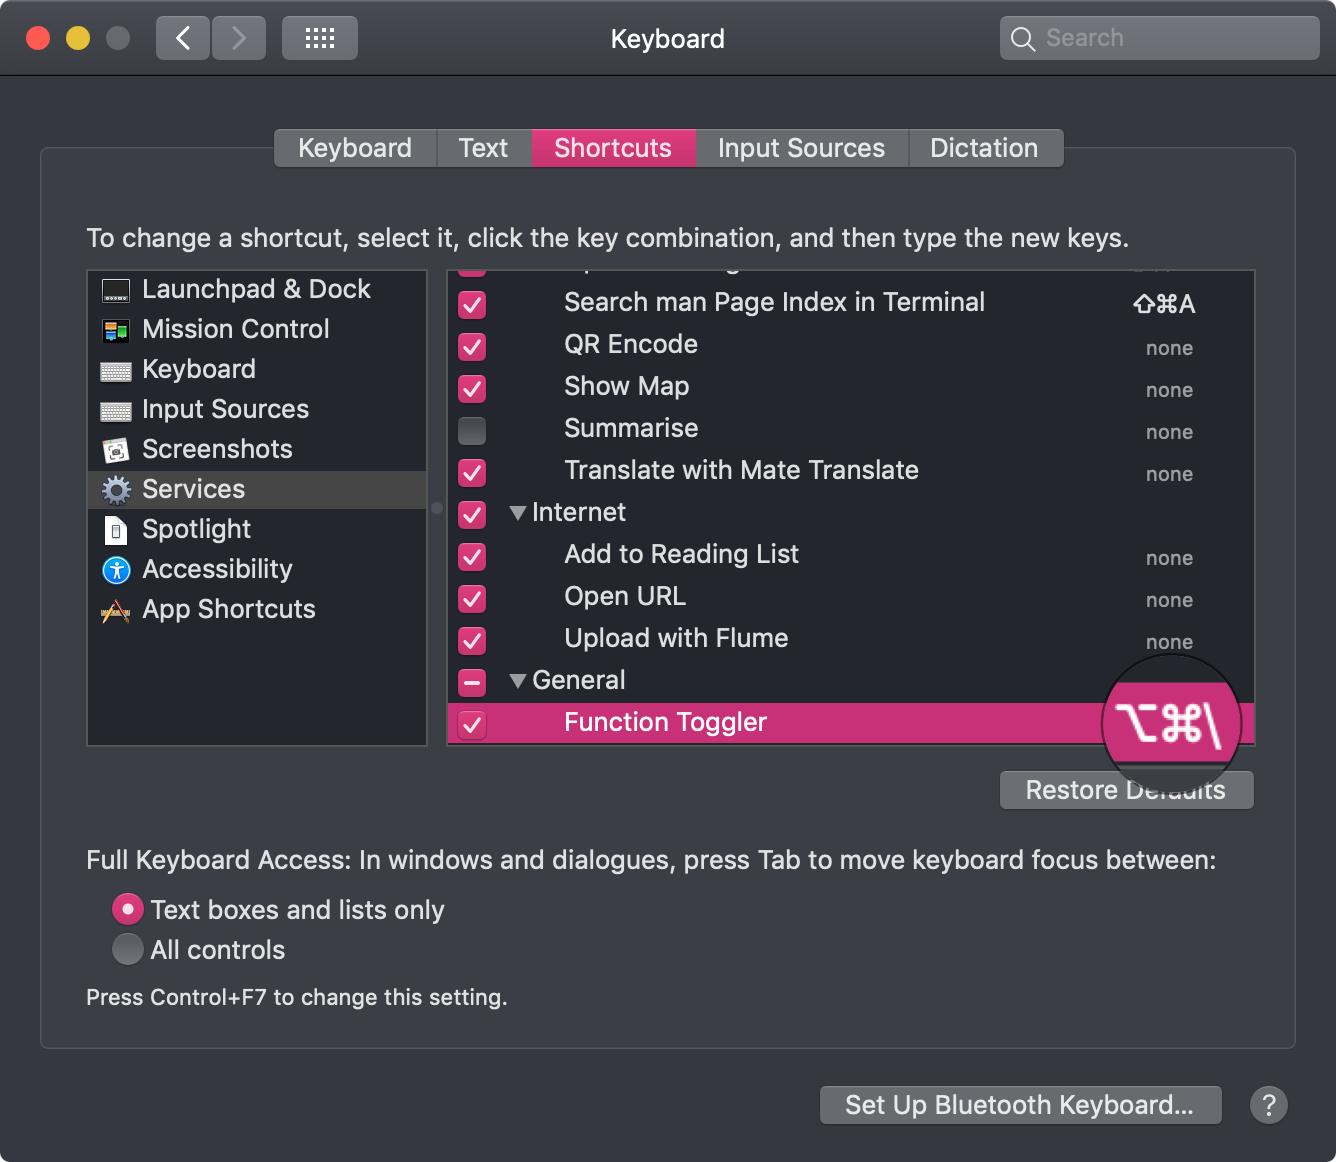 Keyboard
Search
Keyboard Text Shortcuts Input Sources Dictation
To change a shortcut, select it, click the key combination, and then type the new keys.
Launchpad & Dock
Mission Control
Keyboard
Input Sources
Screenshots
Services
Spotlight
Accessibility
App Shortcuts
Search man Page Index in Terminal ⇧⌘A
QR Encode none
Show Map none
Summarise none
Translate with Mate Translate none
▼ Internet
Add to Reading List none
Open URL none
Upload with Flume none
▼ General
Function Toggler ⌥⌘\
Restore Defaults
Full Keyboard Access: In windows and dialogues, press Tab to move keyboard focus between:
Text boxes and lists only
All controls
Press Control+F7 to change this setting.
Set Up Bluetooth Keyboard... ?